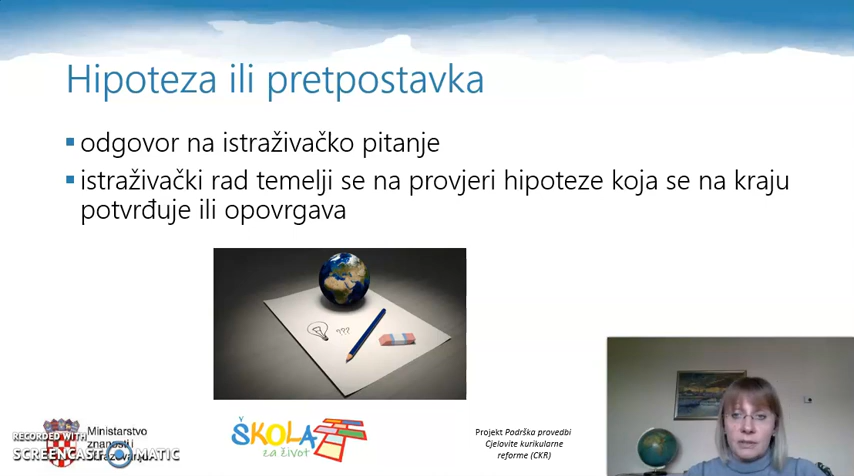 Hipoteza ili pretpostavka
odgovor na istraživačko pitanje
istraživački rad temelji se na provjeri hipoteze koja se na kraju
potvrđuje ili opovrgava
???
Ministarstvo
znanosti i
RECORDED WITH
SCREENCAST MATIC
ŠKOLA
za život
Projekt Podrška provedbi
Cjelovite kurikularne
reforme (CKR)